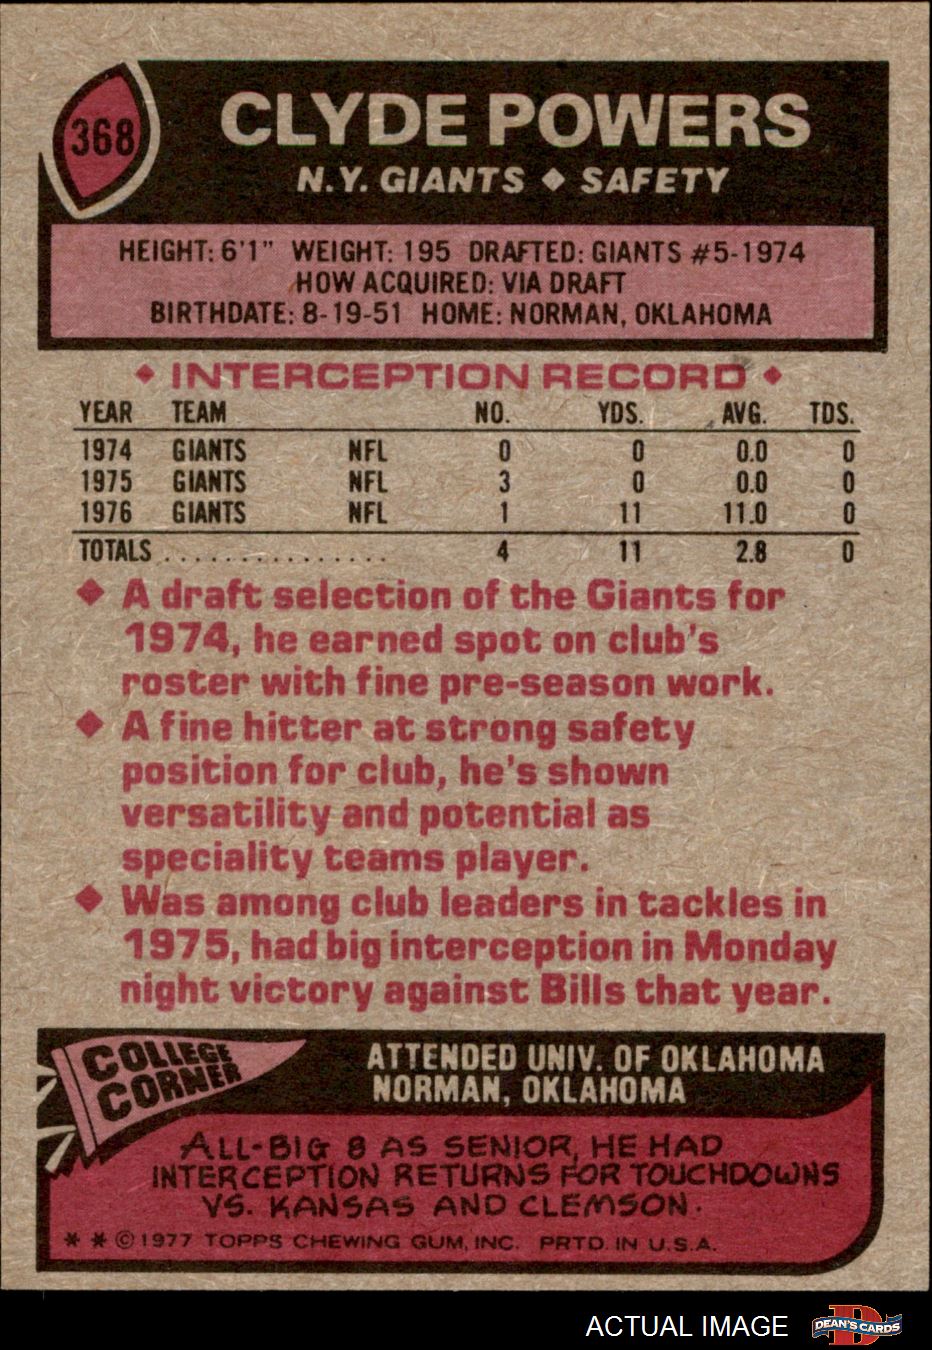 368
CLYDE POWERS
N.Y. GIANTS ◆ SAFETY
HEIGHT: 6'1" WEIGHT: 195 DRAFTED: GIANTS #5-1974
HOW ACQUIRED: VIA DRAFT
BIRTHDATE: 8-19-51 HOME: NORMAN, OKLAHOMA
◆ INTERCEPTION RECORD ◆
YEAR TEAM NO. YDS. AVG. TDS.
1974 GIANTS NFL 0 0 0.0 0
1975 GIANTS NFL 3 0 0.0 0
1976 GIANTS NFL 1 11 11.0 0
TOTALS................ 4 11 2.8 0
◆ A draft selection of the Giants for
1974, he earned spot on club's
roster with fine pre-season work.
◆ A fine hitter at strong safety
position for club, he's shown
versatility and potential as
speciality teams player.
◆ Was among club leaders in tackles in
1975, had big interception in Monday
night victory against Bills that year.
COLLEGE
CORNER
ATTENDED UNIV. OF OKLAHOMA
NORMAN, OKLAHOMA
ALL-BIG 8 AS SENIOR, HE HAD
INTERCEPTION RETURNS FOR TOUCHDOWNS
VS. KANSAS AND CLEMSON.
* * © 1977 TOPPS CHEWING GUM, INC. PRTD. IN U.S.A.
ACTUAL IMAGE
D
DEAN'S CARDS